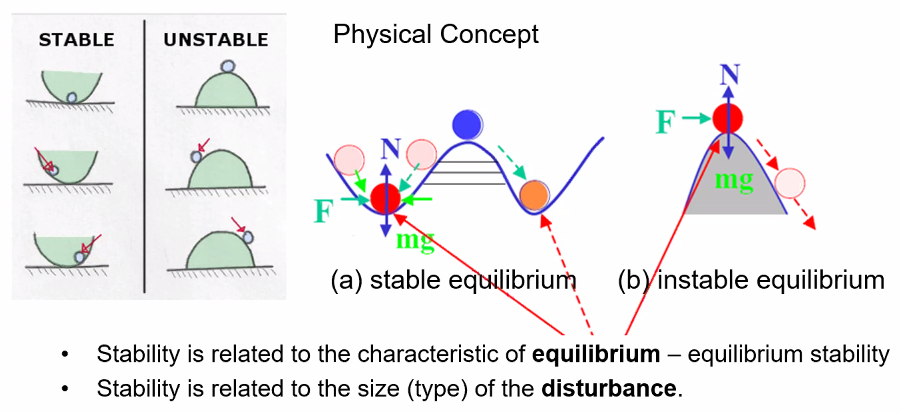 STABLE
UNSTABLE
Physical Concept
N
F
mg
N
F
mg
(a) stable equilibrium
(b) instable equilibrium
• Stability is related to the characteristic of equilibrium – equilibrium stability
• Stability is related to the size (type) of the disturbance.